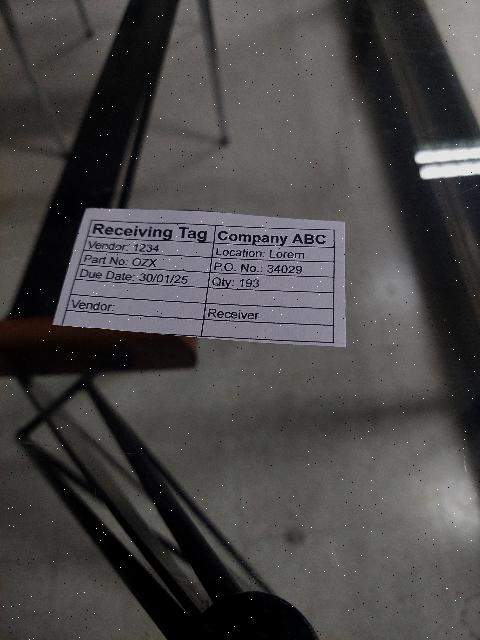 Receiving Tag Company ABC
Vendor: 1234 Location: Lorem
Part No: OZX P.O. No.: 34029
Due Date: 30/01/25 Qty: 193
Vendor: Receiver